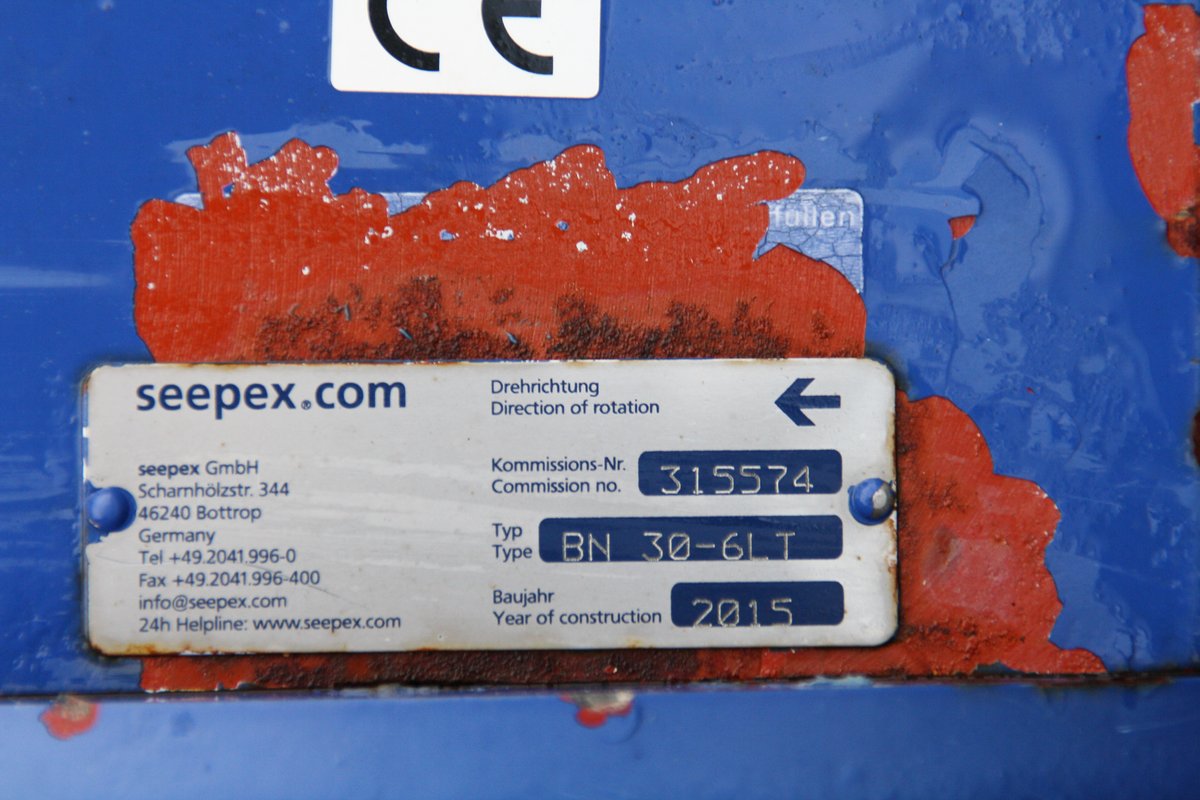 CE
füllen
seepex.com
Drehrichtung
Direction of rotation
seepex GmbH
Scharnhölzstr. 344
46240 Bottrop
Germany
Tel +49.2041.996-0
Fax +49.2041.996-400
info@seepex.com
24h Helpline: www.seepex.com
Kommissions-Nr.
Commission no.
315574
Typ
Type
BN 30-6LT
Baujahr
Year of construction
2015